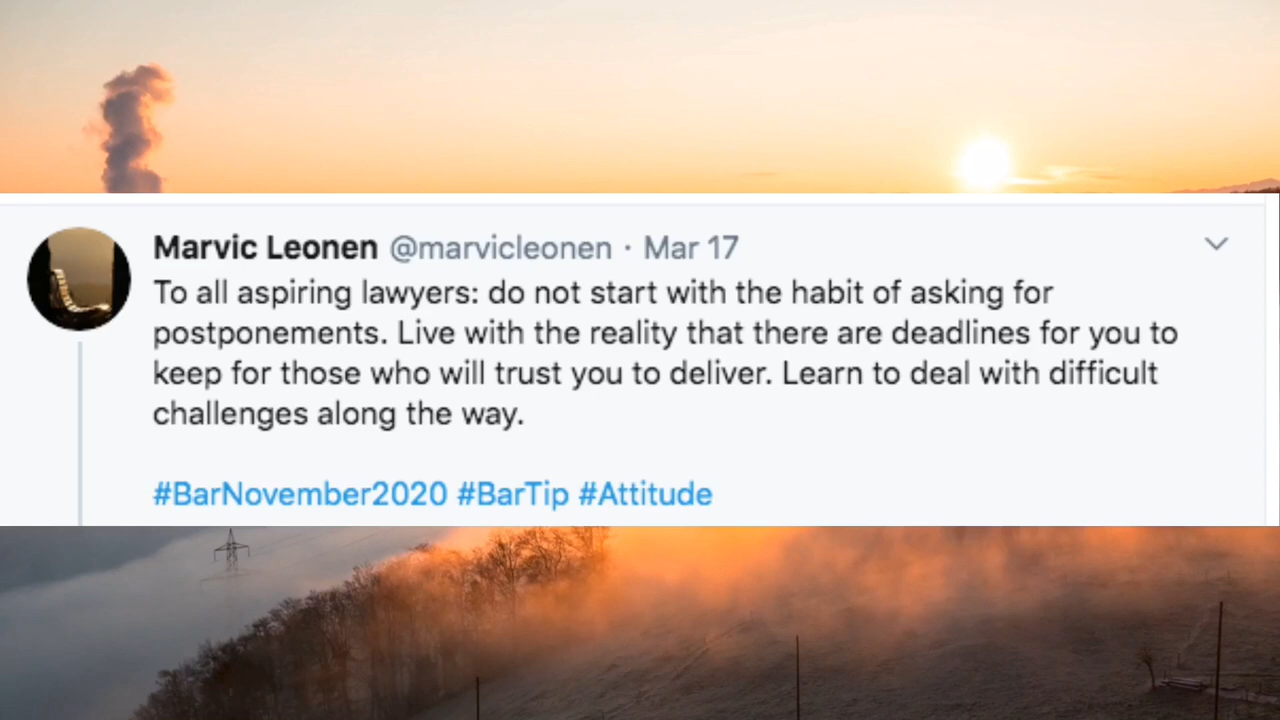 Marvic Leonen @marvicleonen · Mar 17
To all aspiring lawyers: do not start with the habit of asking for
postponements. Live with the reality that there are deadlines for you to
keep for those who will trust you to deliver. Learn to deal with difficult
challenges along the way.
#BarNovember2020 #BarTip #Attitude